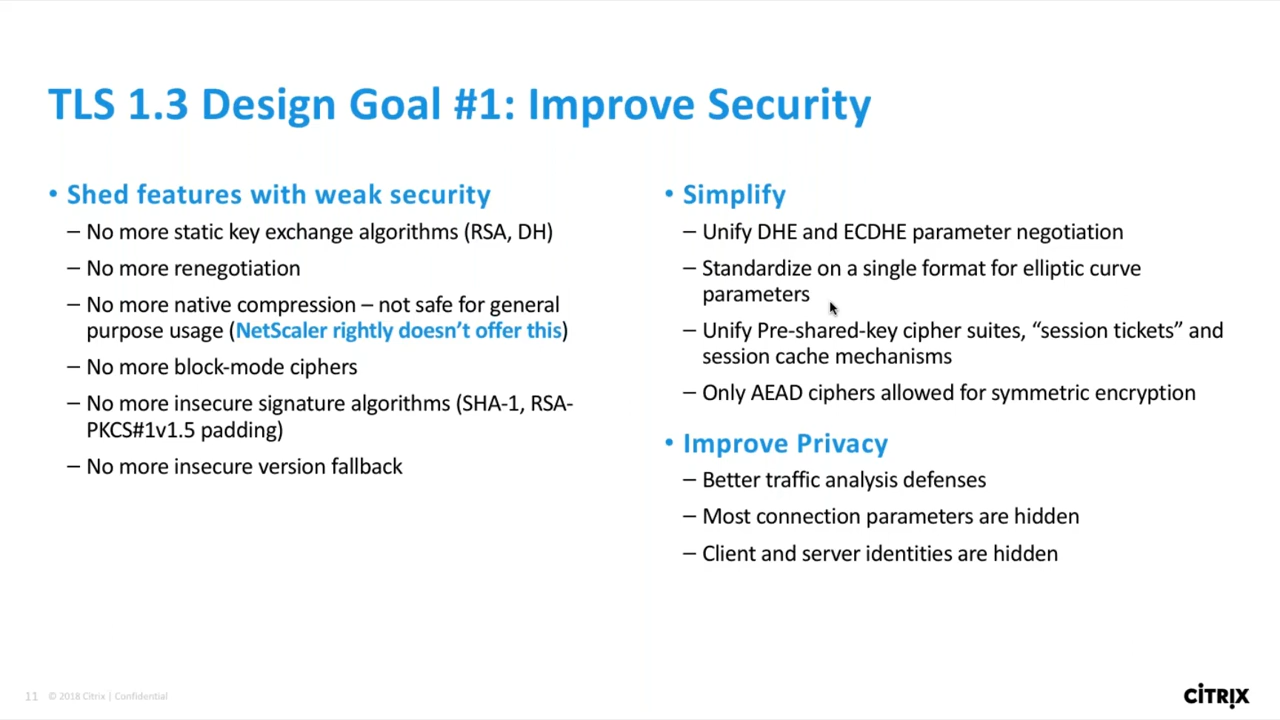 TLS 1.3 Design Goal #1: Improve Security
• Shed features with weak security
– No more static key exchange algorithms (RSA, DH)
– No more renegotiation
– No more native compression – not safe for general
purpose usage (NetScaler rightly doesn’t offer this)
– No more block-mode ciphers
– No more insecure signature algorithms (SHA-1, RSA-
PKCS#1v1.5 padding)
– No more insecure version fallback
• Simplify
– Unify DHE and ECDHE parameter negotiation
– Standardize on a single format for elliptic curve
parameters
– Unify Pre-shared-key cipher suites, “session tickets” and
session cache mechanisms
– Only AEAD ciphers allowed for symmetric encryption
• Improve Privacy
– Better traffic analysis defenses
– Most connection parameters are hidden
– Client and server identities are hidden
11 © 2018 Citrix | Confidential
CİTRIX